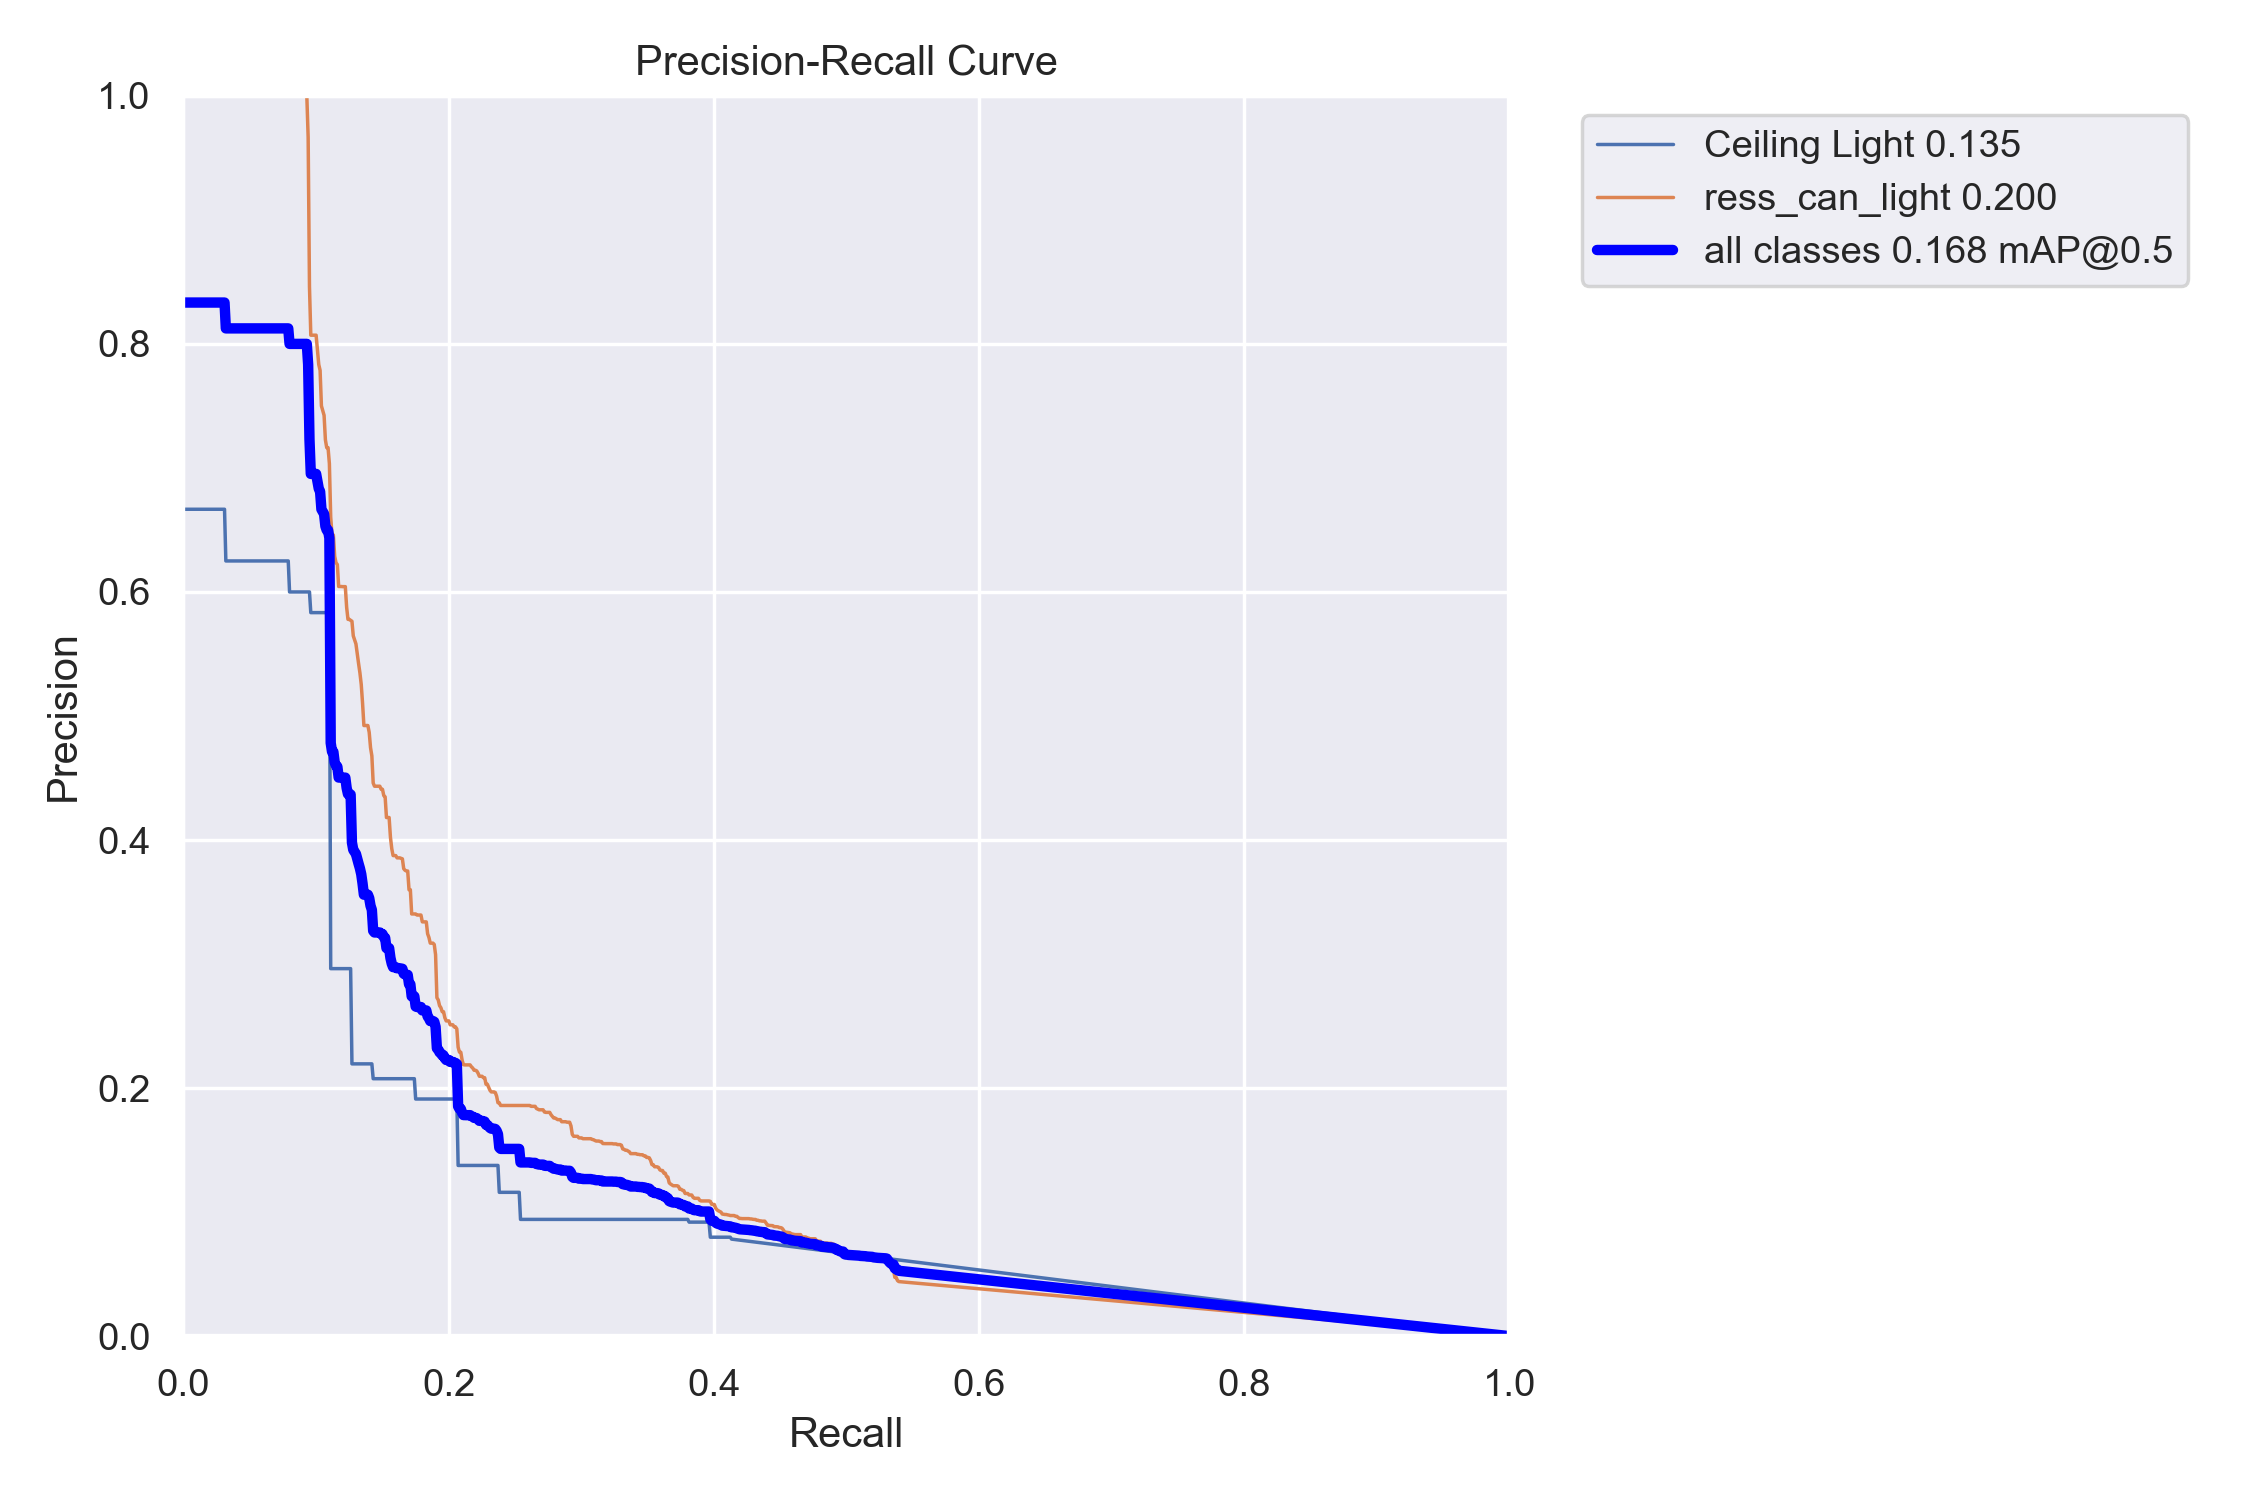 Precision-Recall Curve
1.0
0.8
0.6
0.4
0.2
0.0
Precision
0.0 0.2 0.4 0.6 0.8 1.0
Recall
Ceiling Light 0.135
ress_can_light 0.200
all classes 0.168 mAP@0.5